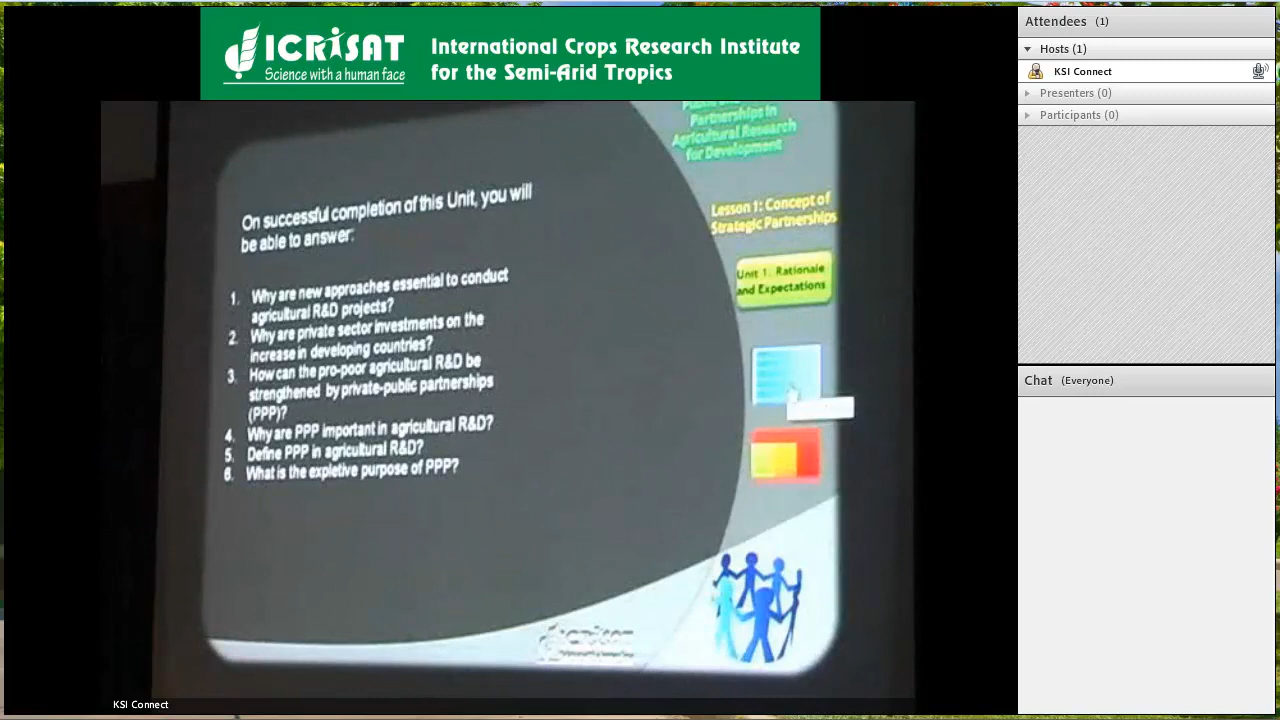 ICRISAT
Science with a human face
International Crops Research Institute
for the Semi-Arid Tropics
Partnerships in
Agricultural Research
for Development
Lesson 1: Concept of
Strategic Partnerships
Unit 1. Rationale
and Expectations
On successful completion of this Unit, you will
be able to answer:
1. Why are new approaches essential to conduct
agricultural R&D projects?
2. Why are private sector investments on the
increase in developing countries?
3. How can the pro-poor agricultural R&D be
strengthened by private-public partnerships
(PPP)?
4. Why are PPP important in agricultural R&D?
5. Define PPP in agricultural R&D?
6. What is the expletive purpose of PPP?
ICRISAT
KSI Connect
Attendees (1)
Hosts (1)
KSI Connect
Presenters (0)
Participants (0)
Chat (Everyone)